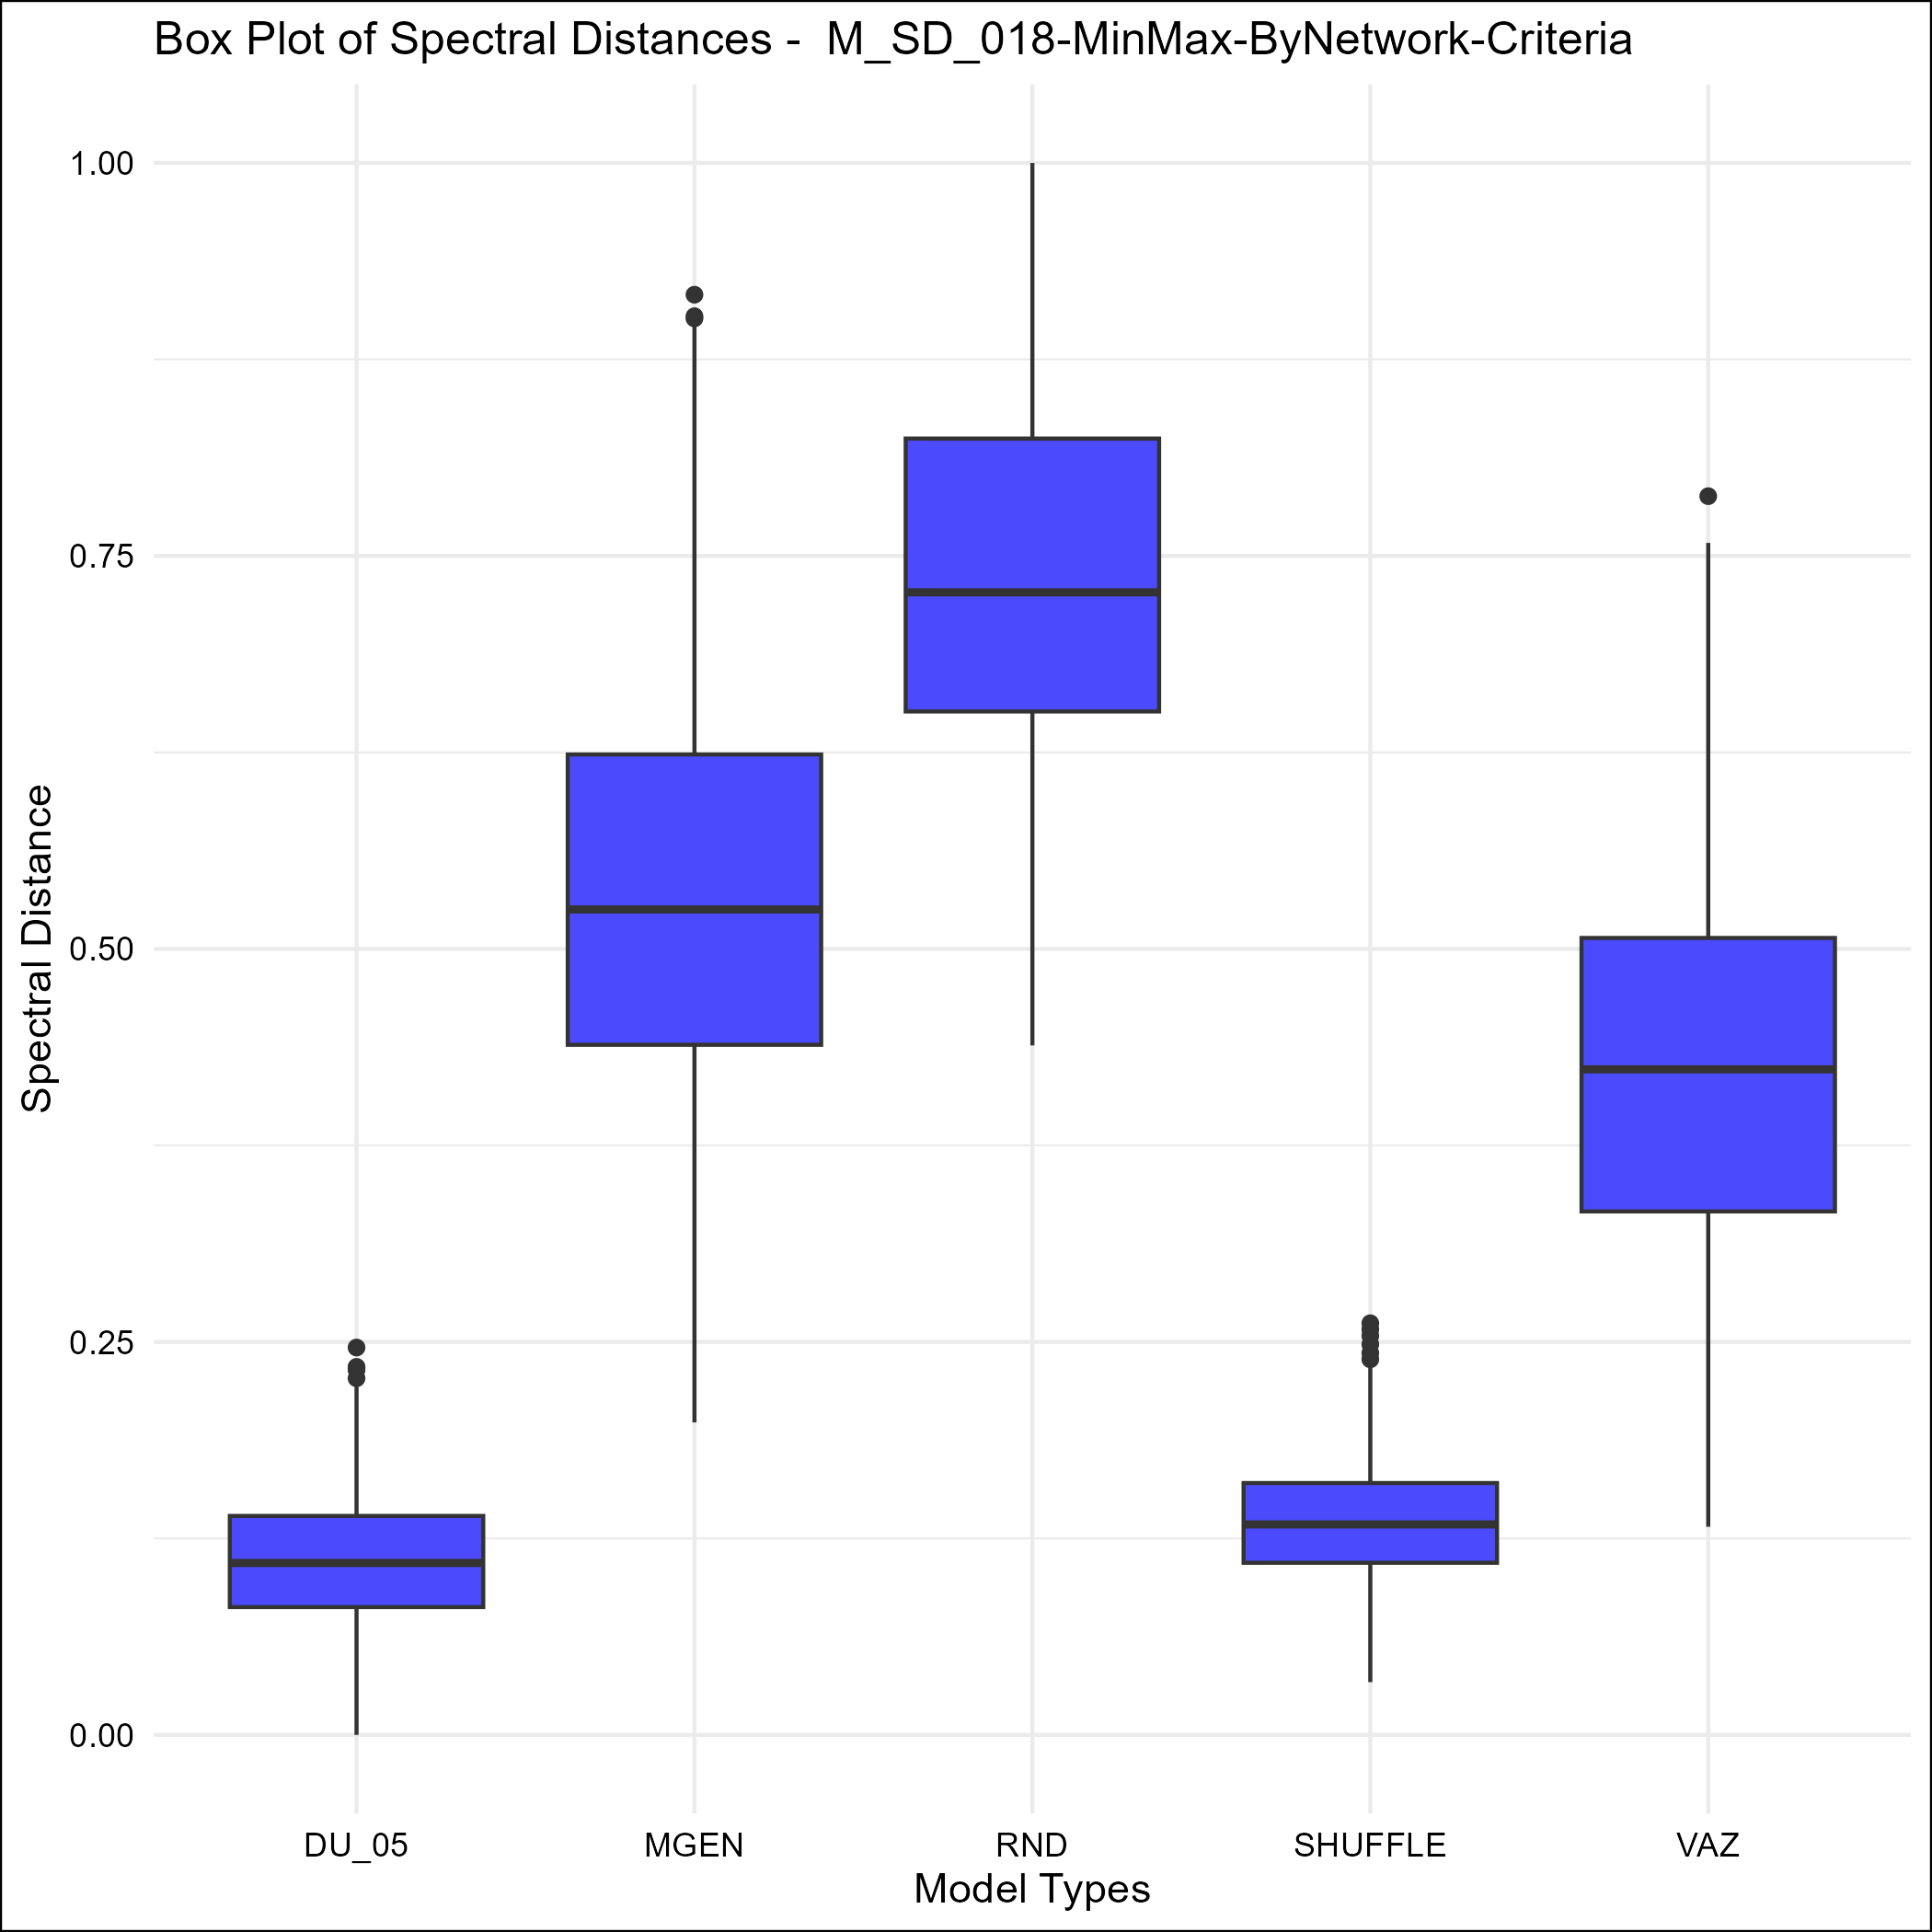 Box Plot of Spectral Distances -  M_SD_018-MinMax-ByNetwork-Criteria
Spectral Distance
1.00
0.75
0.50
0.25
0.00
DU_05 MGEN RND SHUFFLE VAZ
Model Types